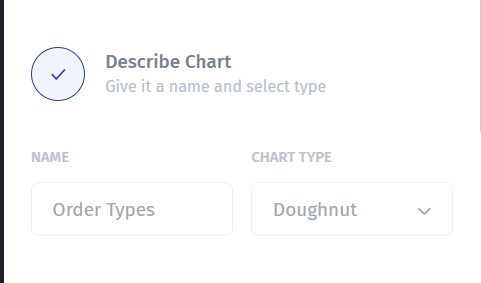 Describe Chart
Give it a name and select type
NAME
CHART TYPE
Order Types
Doughnut